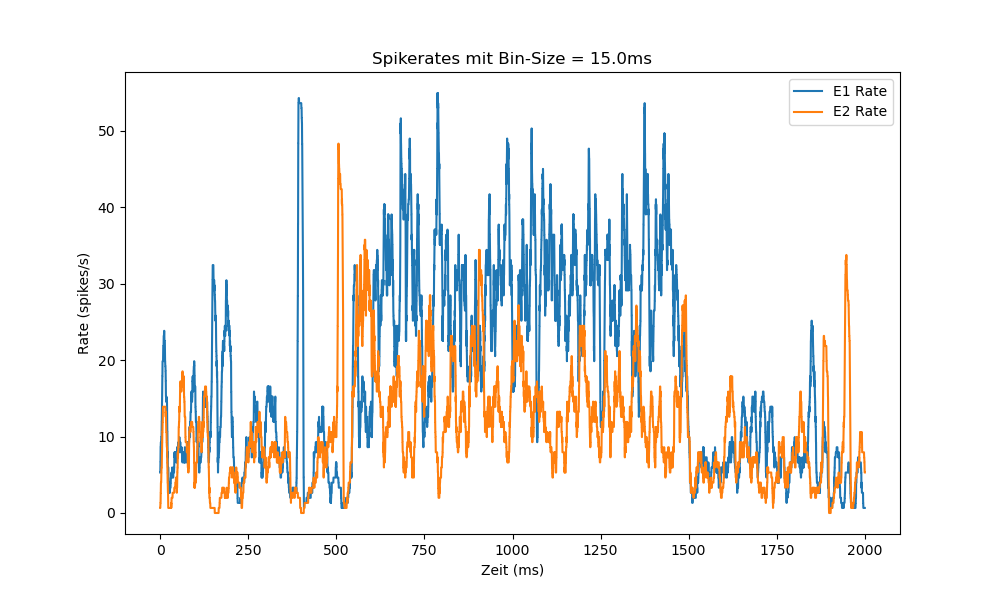 Spikerates mit Bin-Size = 15.0ms
E1 Rate
E2 Rate
50
40
30
20
10
0
Rate (spikes/s)
0 250 500 750 1000 1250 1500 1750 2000
Zeit (ms)